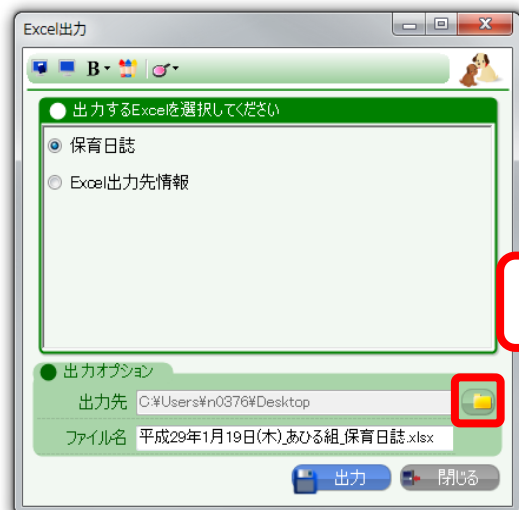 Excel出力
B
出力するExcelを選択してください
保育日誌
Excel出力先情報
出力オプション
出力先 C:¥Users¥n0376¥Desktop
ファイル名 平成29年1月19日(木)_あひる組_保育日誌.xlsx
出力 閉じる